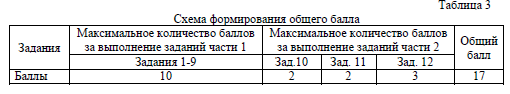 Таблица 3
Схема формирования общего балла
Задания
Максимальное количество баллов за выполнение заданий части 1
Максимальное количество баллов за выполнение заданий части 2
Общий балл
Задания 1-9
Зад.10
Зад. 11
Зад. 12
Баллы 10 2 2 3 17